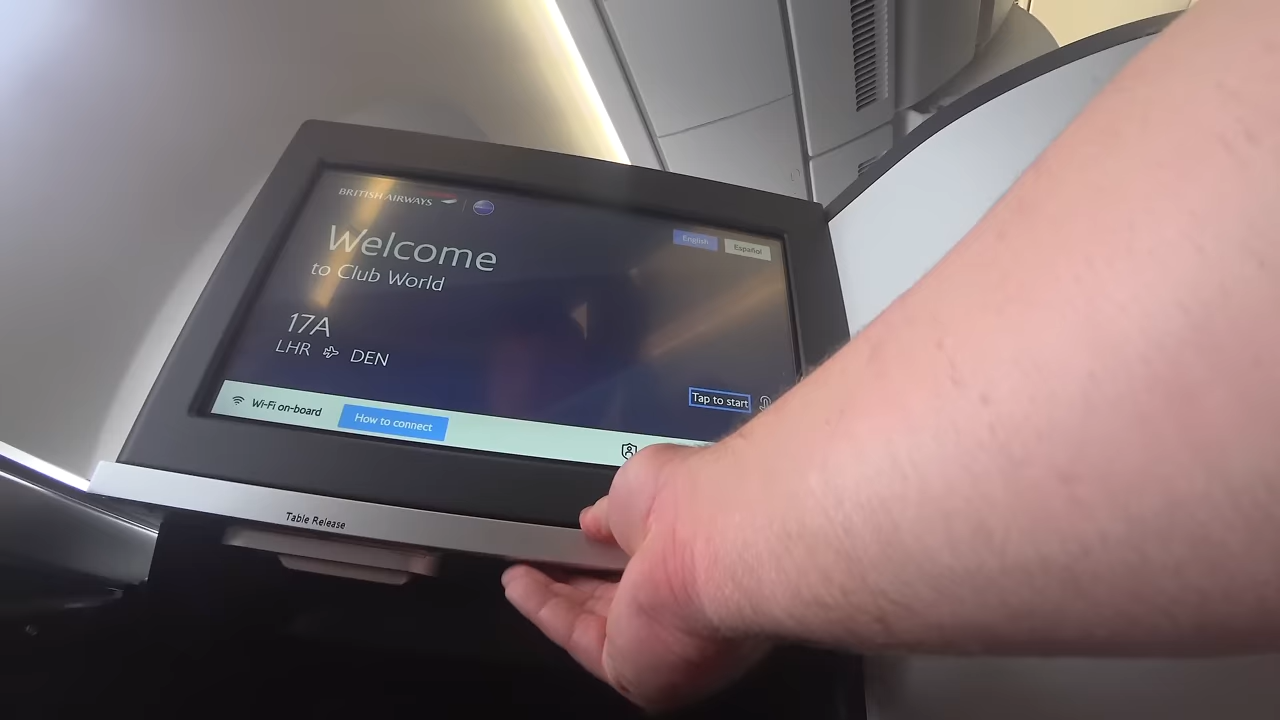 BRITISH AIRWAYS
English
Español
Welcome
to Club World
17A
LHR DEN
Tap to start
Wi-Fi on-board
How to connect
Table Release